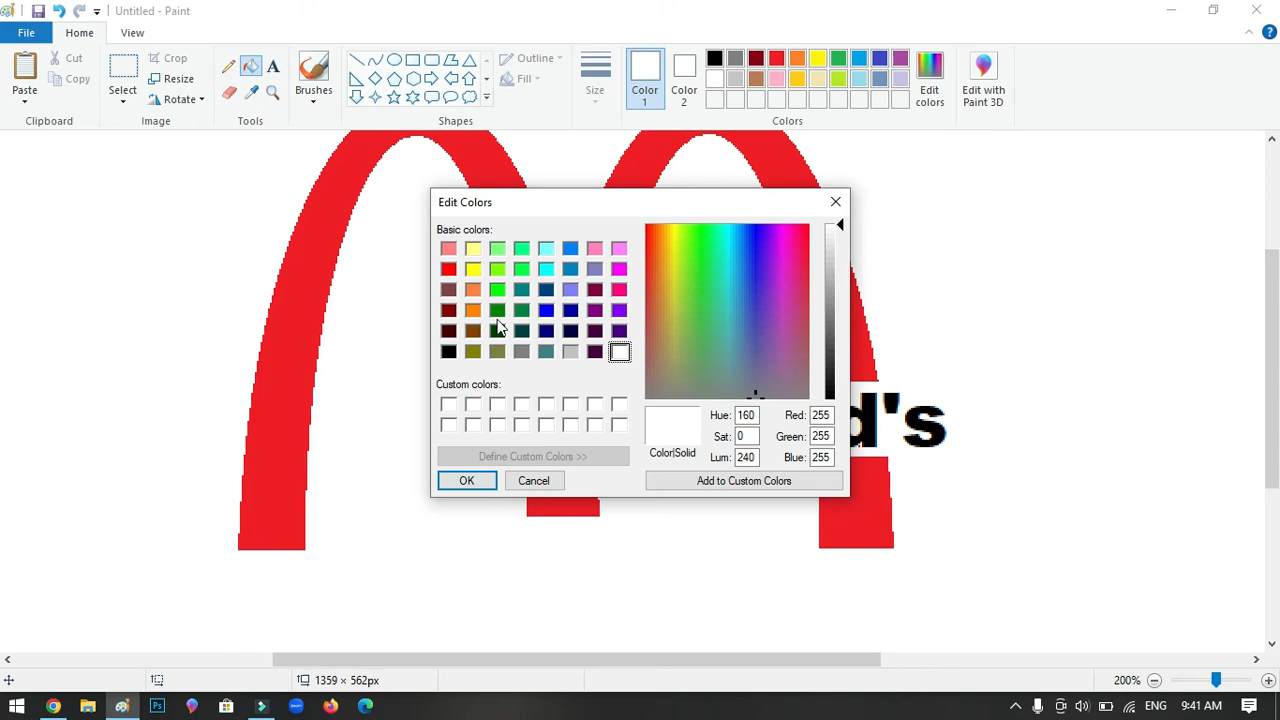 Untitled - Paint
File
Home
View
Paste
Cut
Copy
Clipboard
Select
Crop
Resize
Rotate
Image
A
Tools
Brushes
Shapes
Outline
Fill
Size
Color 1
Color 2
Edit colors
Colors
Edit with Paint 3D
Edit Colors
Basic colors:
Custom colors:
Define Custom Colors >>
OK
Cancel
Color|Solid
Hue: 160
Sat: 0
Lum: 240
Red: 255
Green: 255
Blue: 255
Add to Custom Colors
d's
1359 × 562px
200%
Ps
ENG
9:41 AM